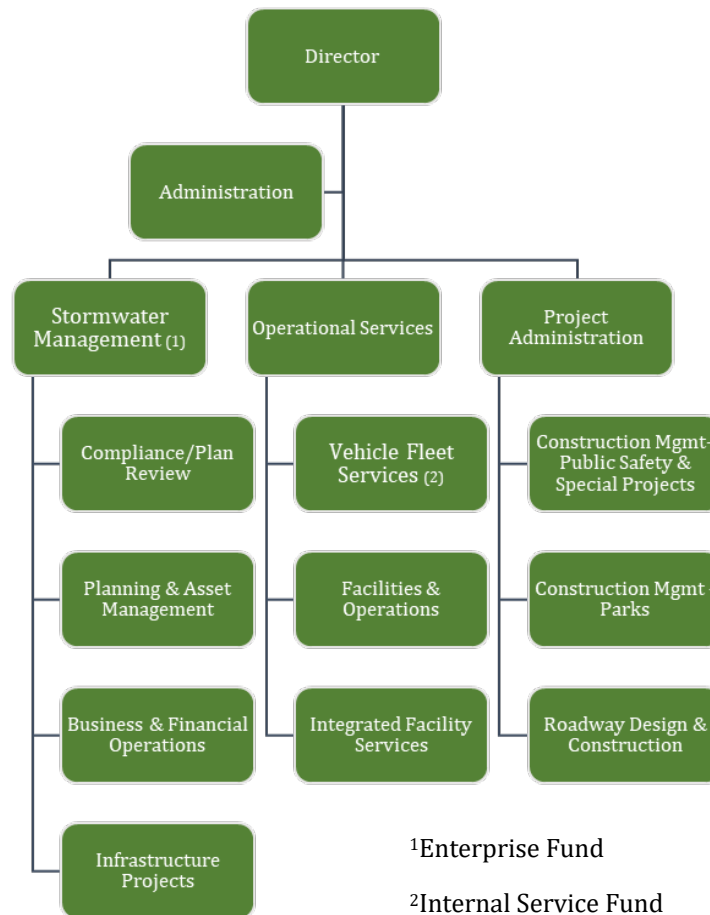 Director
Administration
Stormwater
Management (1)
Operational Services
Project
Administration
Compliance/Plan
Review
Vehicle Fleet
Services (2)
Construction Mgmt-
Public Safety &
Special Projects
Planning & Asset
Management
Facilities &
Operations
Construction Mgmt -
Parks
Business & Financial
Operations
Integrated Facility
Services
Roadway Design &
Construction
Infrastructure
Projects
1Enterprise Fund
2Internal Service Fund